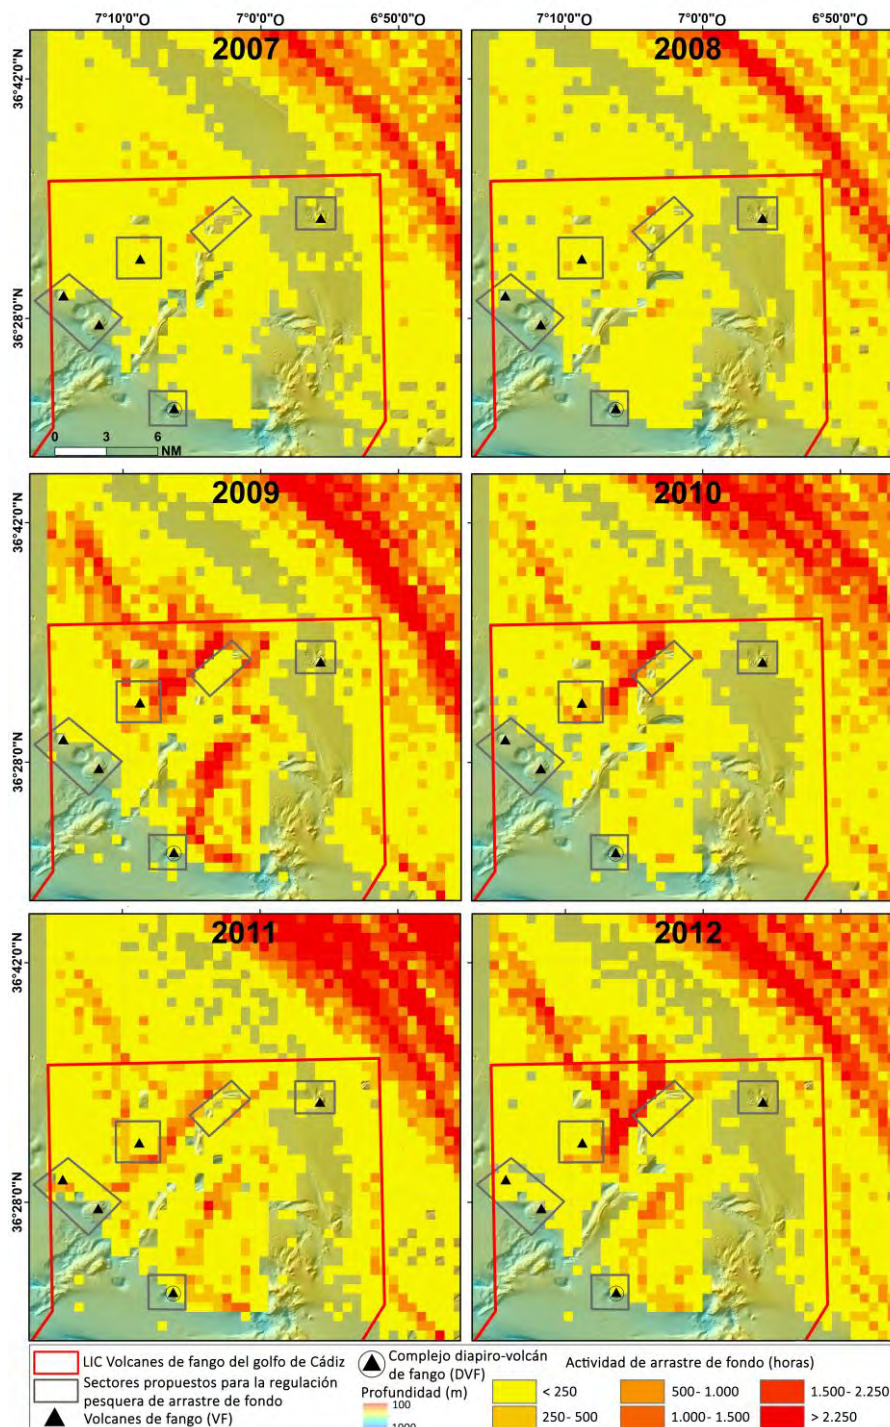 7°10'0"O 7°0'0"O 6°50'0"O 7°10'0"O 7°0'0"O 6°50'0"O
2007 2008
36°42'0"N
36°28'0"N
0 3 6
NM
2009 2010
36°42'0"N
36°28'0"N
2011 2012
36°42'0"N
36°28'0"N
LIC Volcanes de fango del golfo de Cádiz
Sectores propuestos para la regulación
pesquera de arrastre de fondo
Volcanes de fango (VF)
Complejo diapiro-volcán
de fango (DVF)
Profundidad (m)
100
1000
Actividad de arrastre de fondo (horas)
< 250 500- 1.000 1.500- 2.250
250- 500 1.000- 1.500 > 2.250